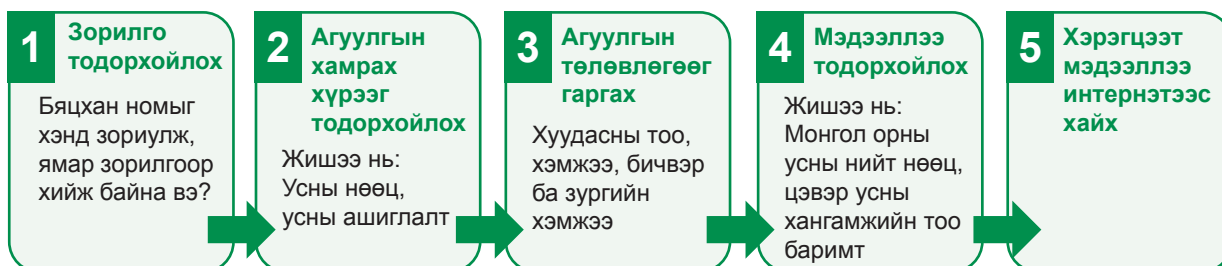 1
Зорилго
тодорхойлох
Бяцхан номыг
хэнд зориулж,
ямар зорилгоор
хийж байна вэ?
2
Агуулгын
хамрах
хүрээг
тодорхойлох
Жишээ нь:
Усны нөөц,
усны ашиглалт
3
Агуулгын
төлөвлөгөөг
гаргах
Хуудасны тоо,
хэмжээ, бичвэр
ба зургийн
хэмжээ
4
Мэдээллээ
тодорхойлох
Жишээ нь:
Монгол орны
усны нийт нөөц,
цэвэр усны
хангамжийн тоо
баримт
5
Хэрэгцээт
мэдээллээ
интернэтээс
хайх